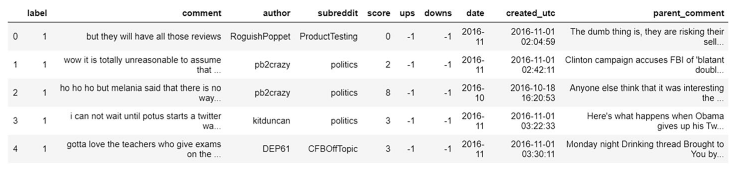 label comment author subreddit score ups downs date created_utc parent_comment
0 1 but they will have all those reviews RoguishPoppet ProductTesting 0 -1 -1 2016-11 2016-11-01 02:04:59 The dumb thing is, they are risking their sell...
1 1 wow it is totally unreasonable to assume that ... pb2crazy politics 2 -1 -1 2016-11 2016-11-01 02:42:11 Clinton campaign accuses FBI of 'blatant doubl...
2 1 ho ho ho but melania said that there is no way... pb2crazy politics 8 -1 -1 2016-10 2016-10-18 16:20:53 Anyone else think that it was interesting the ...
3 1 i can not wait until potus starts a twitter wa... kitduncan politics 3 -1 -1 2016-11 2016-11-01 03:22:33 Here's what happens when Obama gives up his Tw...
4 1 gotta love the teachers who give exams on the ... DEP61 CFBOffTopic 3 -1 -1 2016-11 2016-11-01 03:30:11 Monday night Drinking thread Brought to You by...